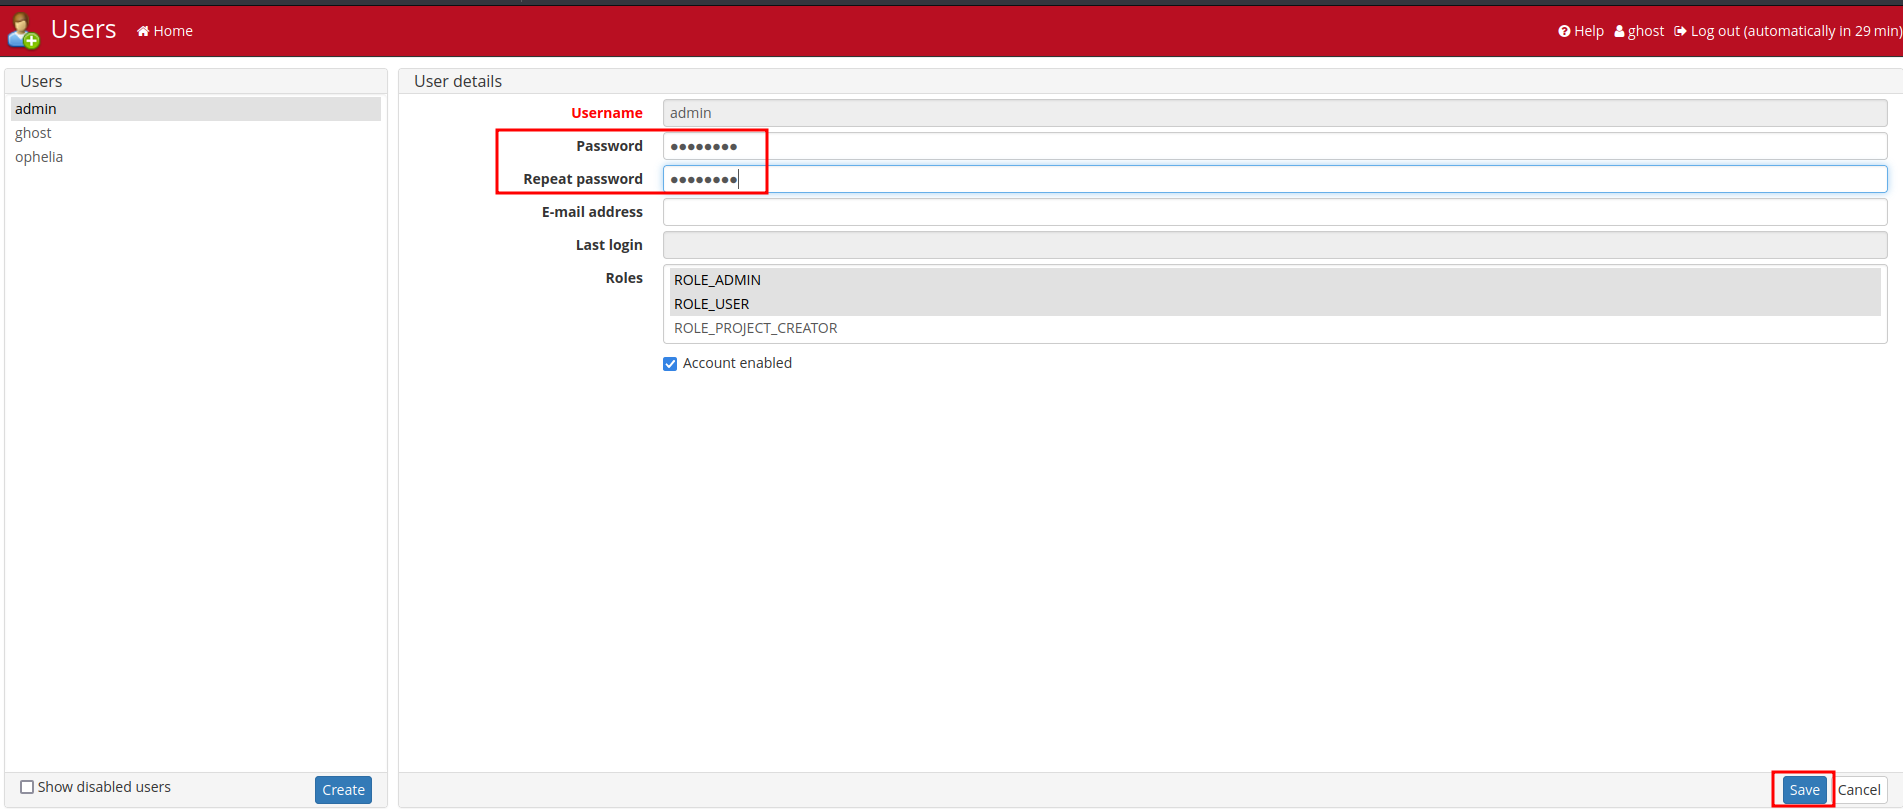 Users Home Help ghost Log out (automatically in 29 min)
Users
admin
ghost
ophelia
Show disabled users Create
User details
Username admin
Password ●●●●●●●●
Repeat password ●●●●●●●●
E-mail address
Last login
Roles ROLE_ADMIN
ROLE_USER
ROLE_PROJECT_CREATOR
Account enabled
Save Cancel